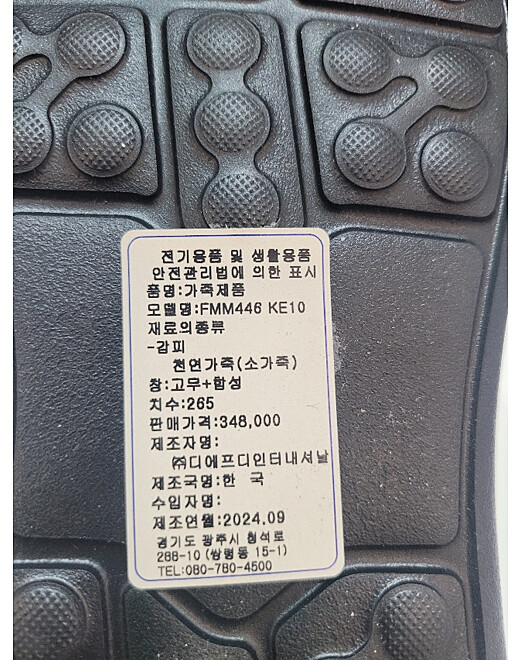 전기용품 및 생활용품
안전관리법에 의한 표시
품명:가죽제품
모델명:FMM446 KE10
재료의종류
-갑피
천연가죽(소가죽)
창:고무+합성
치수:265
판매가격:348,000
제조자명:
㈜디에프디인터내셔날
제조국명:한 국
수입자명:
제조연월:2024.09
경기도 광주시 청석로
288-10 (쌍령동 15-1)
TEL:080-780-4500